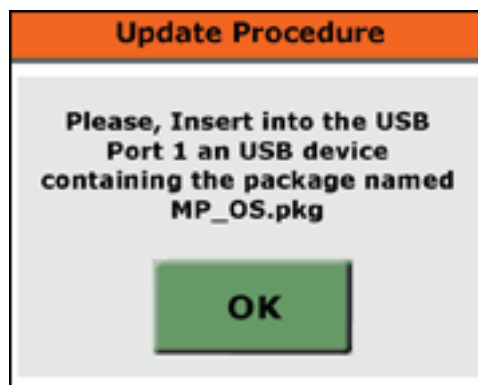 Update Procedure
Please, Insert into the USB
Port 1 an USB device
containing the package named
MP_OS.pkg
OK